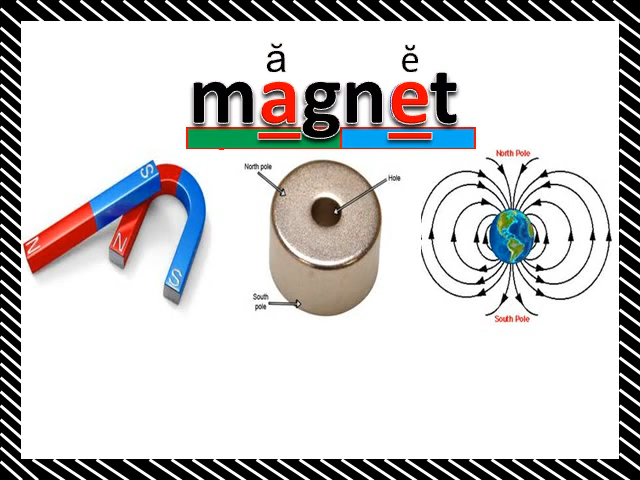 ă ĕ
magnet
North Pole
North pole
Hole
S
N
N
S
South pole
South Pole